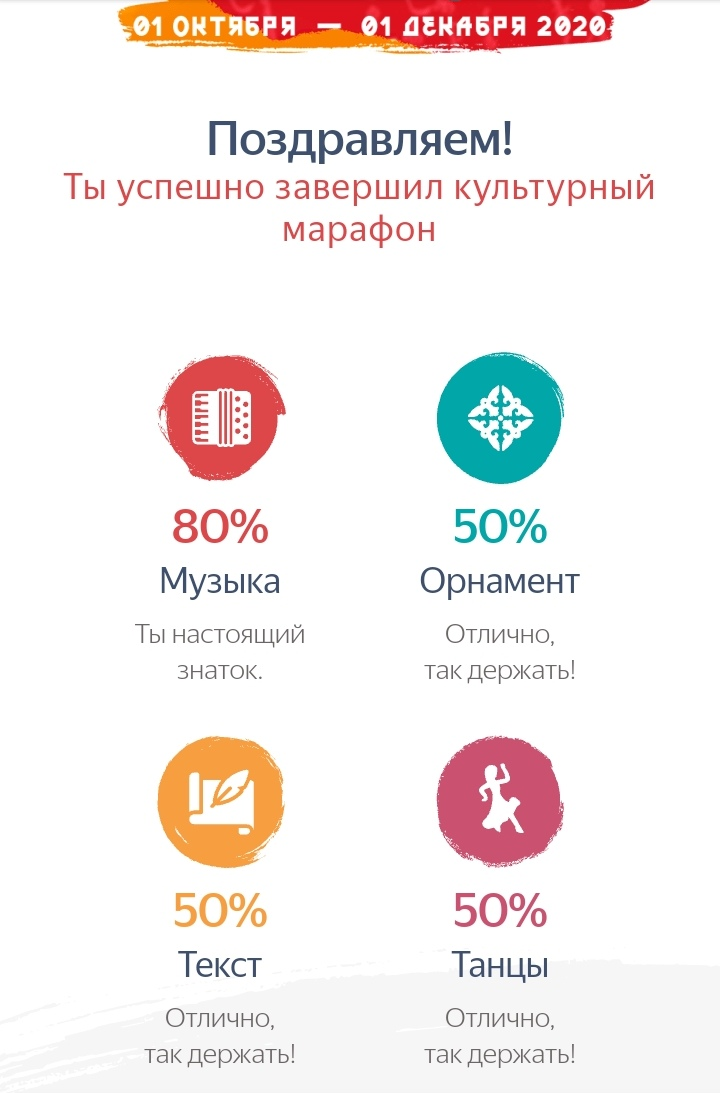 01 ОКТЯБРЯ — 01 ДЕКАБРЯ 2020
Поздравляем!
Ты успешно завершил культурный
марафон
80%
Музыка
Ты настоящий
знаток.
50%
Орнамент
Отлично,
так держать!
50%
Текст
Отлично,
так держать!
50%
Танцы
Отлично,
так держать!